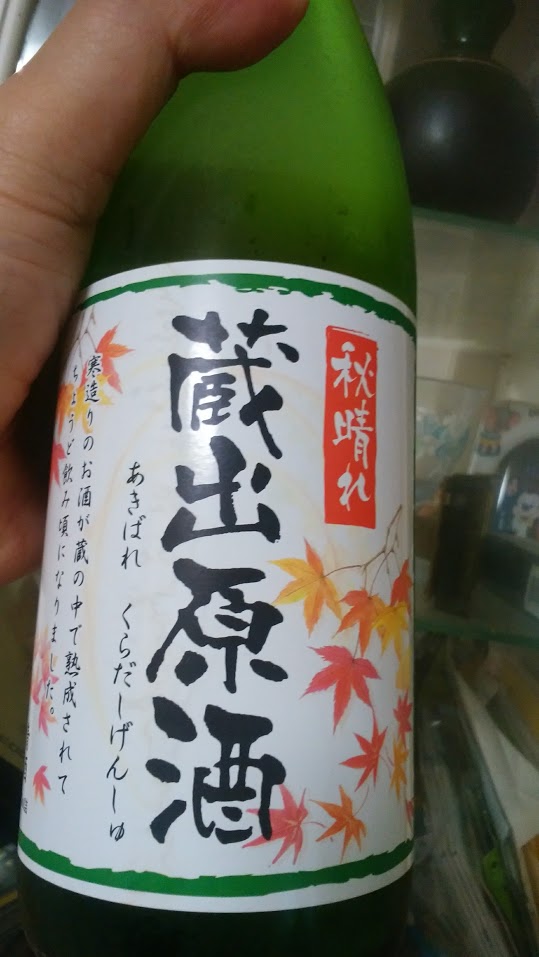 秋晴れ
蔵出原酒
あきばれ くらだしげんしゅ
寒造りのお酒が蔵の中で熟成されて
ちょうど飲み頃になりました。